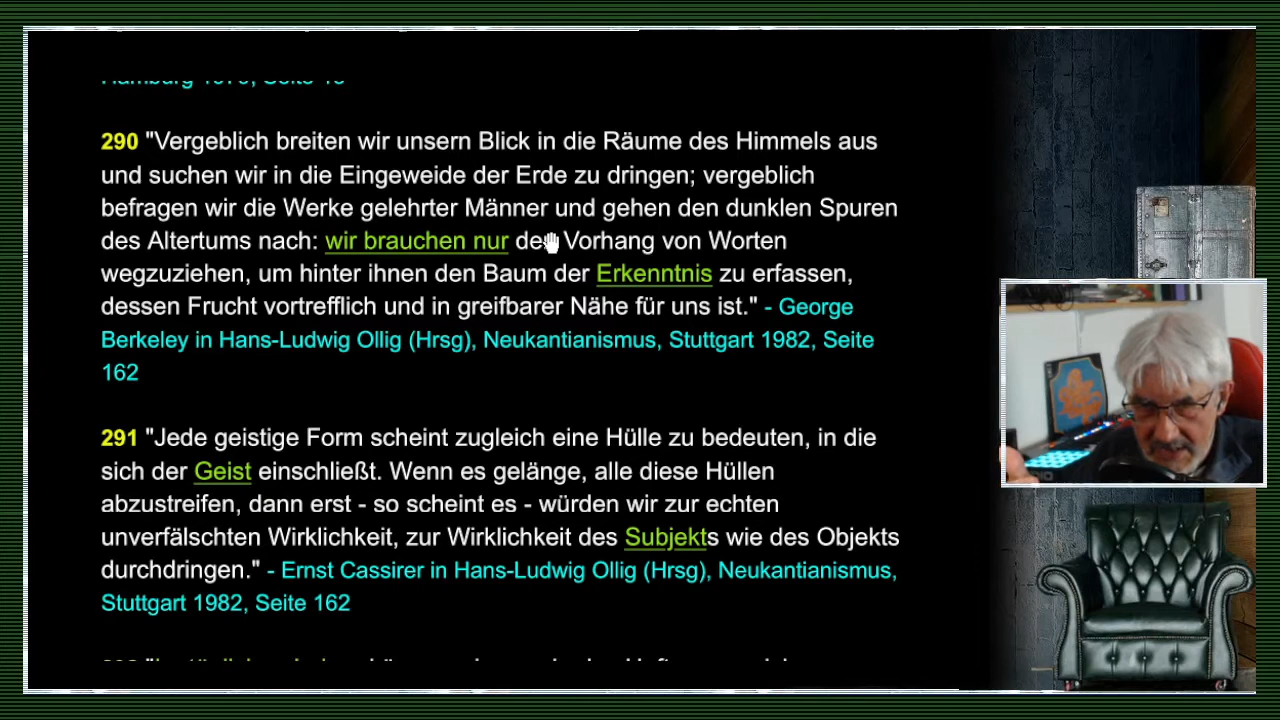 290 "Vergeblich breiten wir unsern Blick in die Räume des Himmels aus
und suchen wir in die Eingeweide der Erde zu dringen; vergeblich
befragen wir die Werke gelehrter Männer und gehen den dunklen Spuren
des Altertums nach: wir brauchen nur Vorhang von Worten
wegzuziehen, um hinter ihnen den Baum der Erkenntnis zu erfassen,
dessen Frucht vortrefflich und in greifbarer Nähe für uns ist." - George
Berkeley in Hans-Ludwig Ollig (Hrsg), Neukantianismus, Stuttgart 1982, Seite
162
291 "Jede geistige Form scheint zugleich eine Hülle zu bedeuten, in die
sich der Geist einschließt. Wenn es gelänge, alle diese Hüllen
abzustreifen, dann erst - so scheint es - würden wir zur echten
unverfälschten Wirklichkeit, zur Wirklichkeit des Subjekts wie des Objekts
durchdringen." - Ernst Cassirer in Hans-Ludwig Ollig (Hrsg), Neukantianismus,
Stuttgart 1982, Seite 162